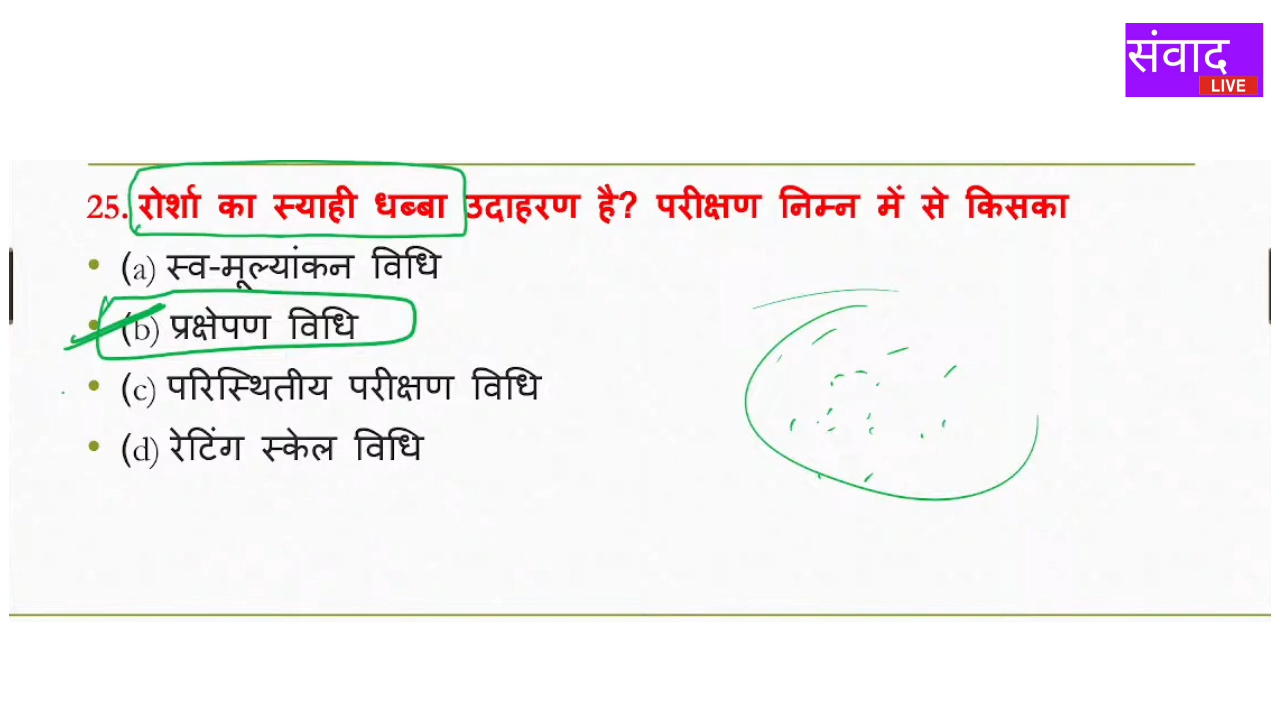 संवाद
LIVE
25. रोर्शा का स्याही धब्बा उदाहरण है? परीक्षण निम्न में से किसका
• (a) स्व-मूल्यांकन विधि
• (b) प्रक्षेपण विधि
• (c) परिस्थितीय परीक्षण विधि
• (d) रेटिंग स्केल विधि